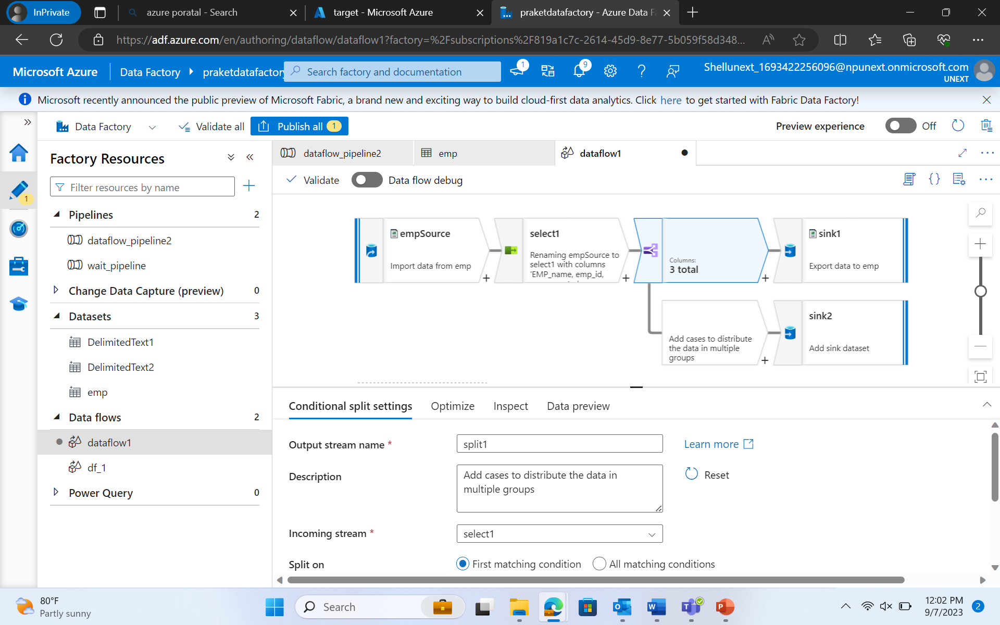 InPrivate
azure poratal - Search
target - Microsoft Azure
praketdatafactory - Azure Data F
https://adf.azure.com/en/authoring/dataflow/dataflow1?factory=%2Fsubscriptions%2F819a1c7c-2614-45d9-8e77-5b059f58d348...
Microsoft Azure
Data Factory
praketdatafactory
Search factory and documentation
1
9
Shellunext_1693422256096@npunext.onmicrosoft.com
UNEXT
Microsoft recently announced the public preview of Microsoft Fabric, a brand new and exciting way to build cloud-first data analytics. Click here to get started with Fabric Data Factory!
Data Factory
Validate all
Publish all 1
Preview experience
Off
Factory Resources
Filter resources by name
1
Pipelines 2
dataflow_pipeline2
wait_pipeline
Change Data Capture (preview) 0
Datasets 3
DelimitedText1
DelimitedText2
emp
Data flows 2
dataflow1
df_1
Power Query 0
dataflow_pipeline2
emp
dataflow1
Validate
Data flow debug
empSource
Import data from emp
select1
Renaming empSource to
select1 with columns
'EMP_name, emp_id,
Columns:
3 total
sink1
Export data to emp
Add cases to distribute
the data in multiple
groups
sink2
Add sink dataset
Conditional split settings
Optimize
Inspect
Data preview
Output stream name *
split1
Learn more
Description
Add cases to distribute the data in
multiple groups
Reset
Incoming stream *
select1
Split on
First matching condition
All matching conditions
80°F
Partly sunny
Search
12:02 PM
9/7/2023
2